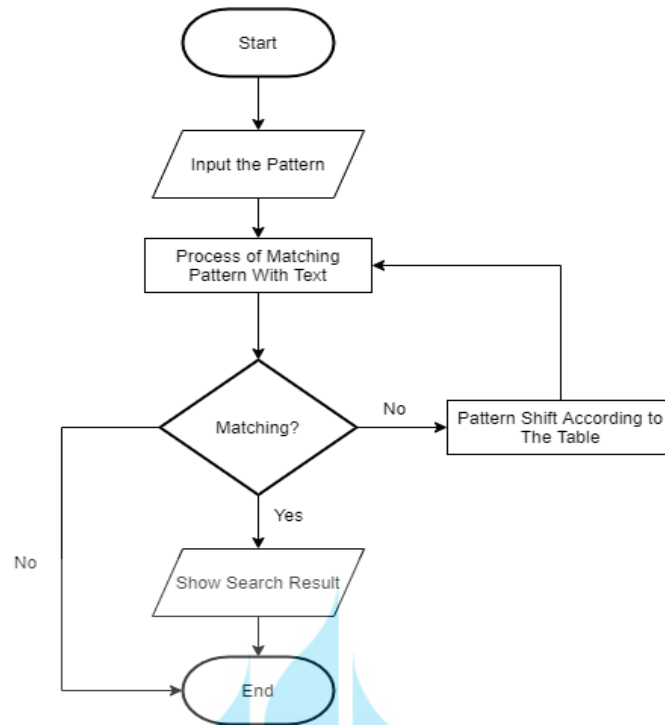 Start
Input the Pattern
Process of Matching
Pattern With Text
Matching?
No
Pattern Shift According to
The Table
Yes
No
Show Search Result
End